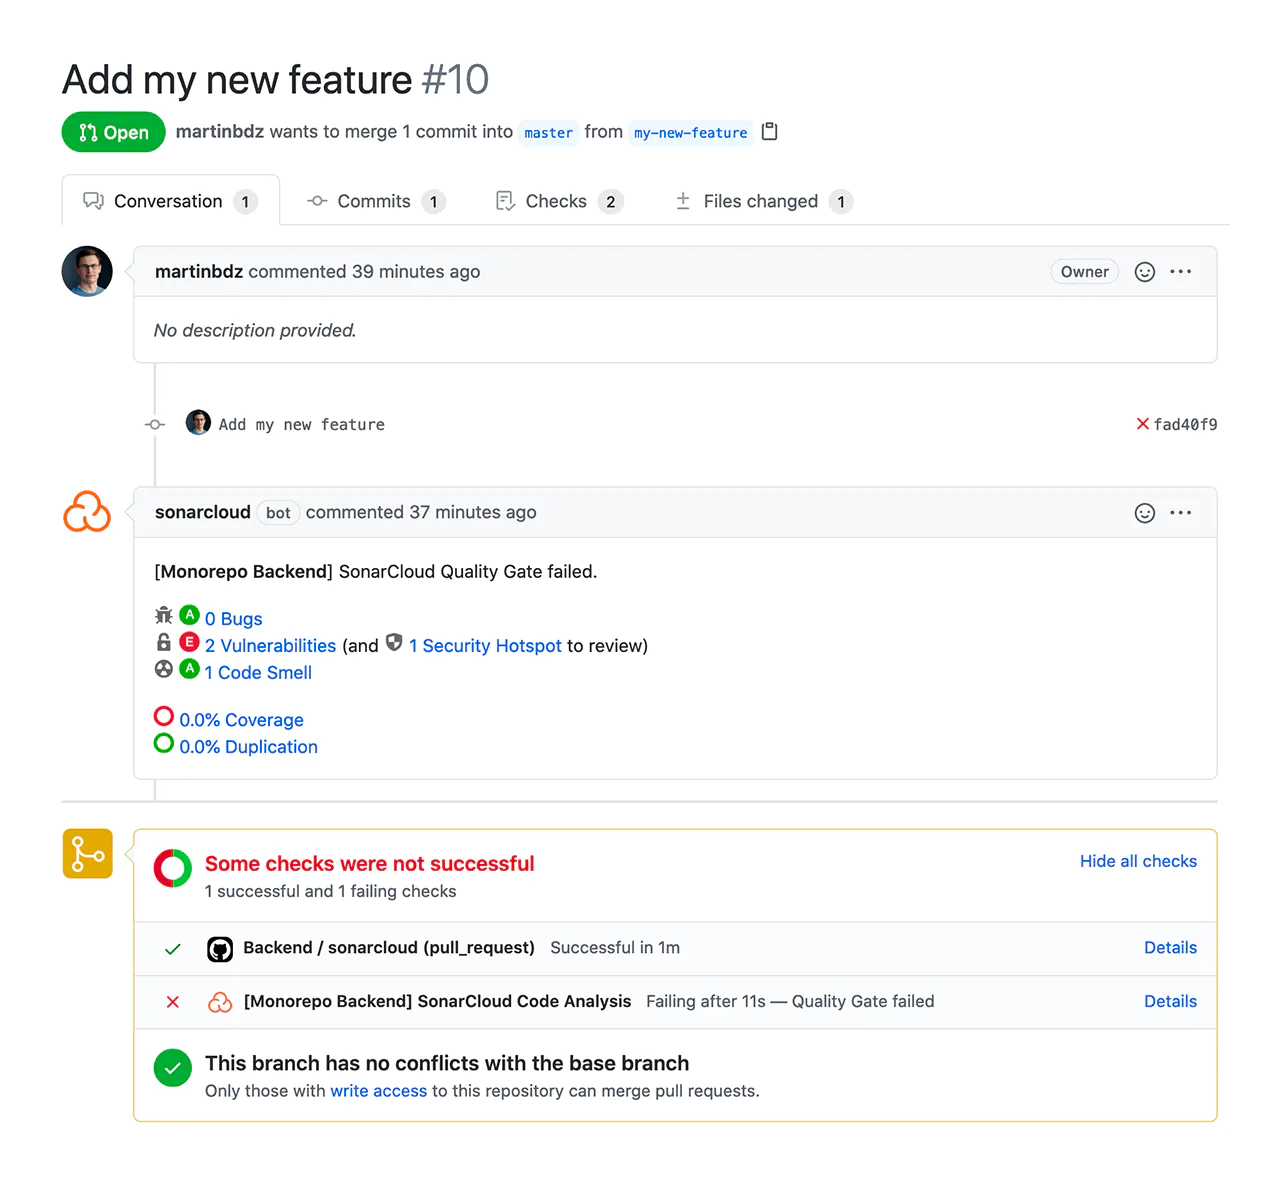 Add my new feature #10
Open martinbdz wants to merge 1 commit into master from my-new-feature
Conversation 1 Commits 1 Checks 2 Files changed 1
martinbdz commented 39 minutes ago Owner
No description provided.
Add my new feature fad40f9
sonarcloud bot commented 37 minutes ago
[Monorepo Backend] SonarCloud Quality Gate failed.
A 0 Bugs
E 2 Vulnerabilities (and 1 Security Hotspot to review)
A 1 Code Smell
0.0% Coverage
0.0% Duplication
Some checks were not successful Hide all checks
1 successful and 1 failing checks
Backend / sonarcloud (pull_request) Successful in 1m Details
[Monorepo Backend] SonarCloud Code Analysis Failing after 11s — Quality Gate failed Details
This branch has no conflicts with the base branch
Only those with write access to this repository can merge pull requests.